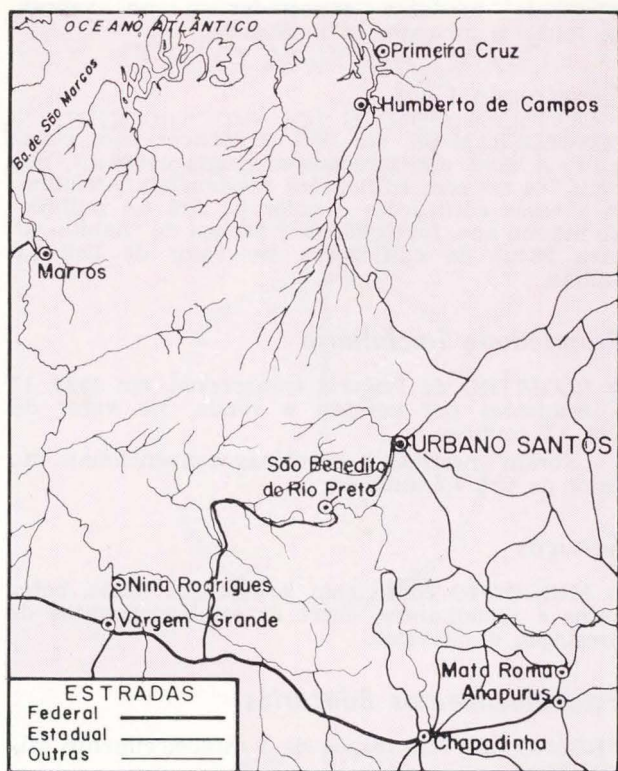 OCEANO ATLÂNTICO
Primeira Cruz
Humberto de Campos
Ba. de São Marcos
Marros
URBANO SANTOS
São Benedito
do Rio Preto
Nina Rodrigues
Vargem Grande
Mata Roma
Anapurus
Chapadinha
ESTRADAS
Federal
Estadual
Outras